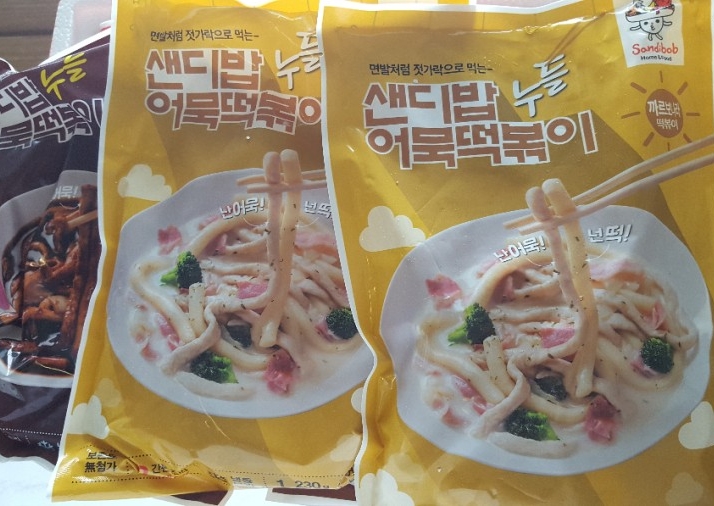 누들
샌디밥
어묵떡볶이
면발처럼 젓가락으로 먹는~
샌디밥 누들
어묵떡볶이
난어묵! 넌떡!
無첨가
230g
Sandibob
면발처럼 젓가락으로 먹는~
샌디밥 누들
어묵떡볶이
까르보나라
떡볶이
난어묵! 넌떡!